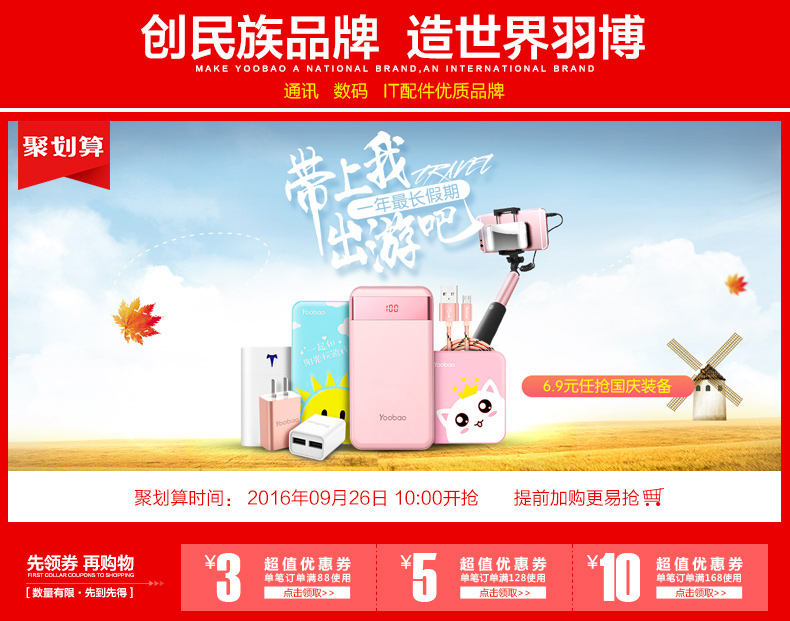 创民族品牌 造世界羽博
MAKE YOOBAO A NATIONAL BRAND,AN INTERNATIONAL BRAND
通讯 数码 IT配件优质品牌
聚划算
带上我
TRAVEL
一年最长假期
出游吧
100
Yoobao
一起初
Yoobao
Yoobao
6.9元任抢国庆装备
聚划算时间： 2016年09月26日 10:00开抢 提前加购更易抢
先领券 再购物
FIRST DOLLAR COUPONS TO SHOPPING
[ 数量有限·先到先得 ]
¥3 超值优惠券
单笔订单满88使用
点击领取>>
¥5 超值优惠券
单笔订单满128使用
点击领取>>
¥10 超值优惠券
单笔订单满168使用
点击领取>>